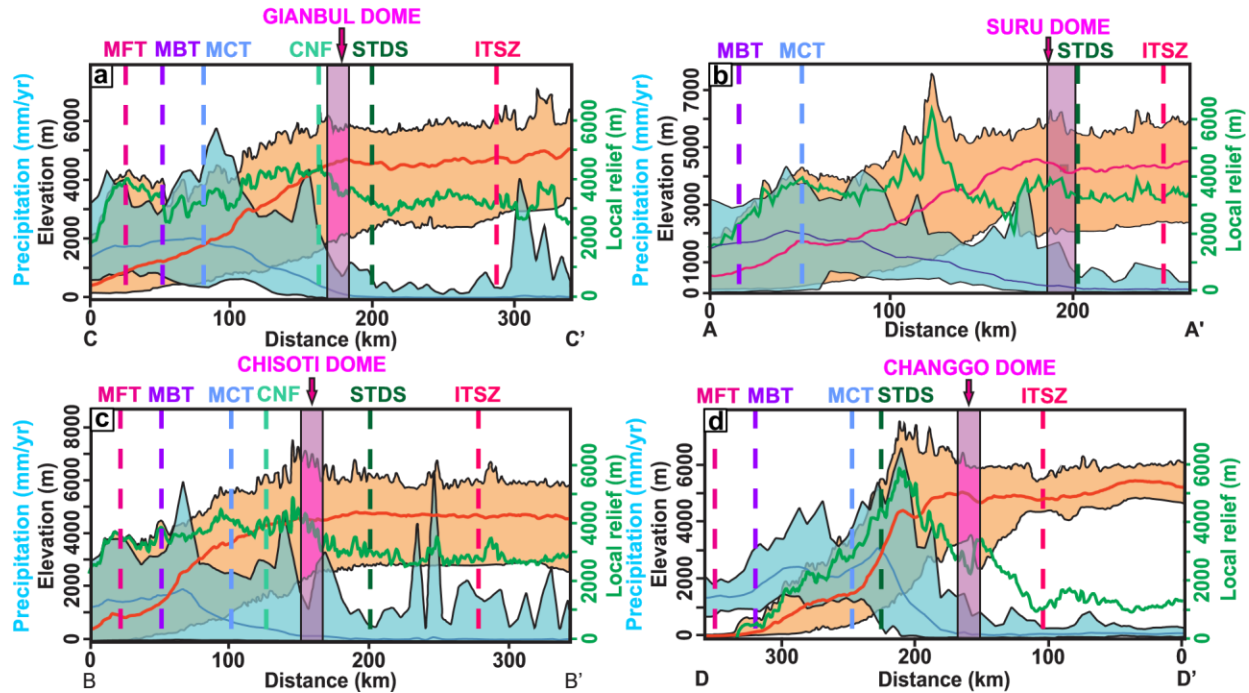 GIANBUL DOME
MFT MBT MCT CNF STDS ITSZ
a
Precipitation (mm/yr)
Elevation (m)
0 2000 4000 6000
Local relief (m)
0 2000 4000 6000
0 100 200 300
C Distance (km) C’
SURU DOME
MBT MCT STDS ITSZ
b
Precipitation (mm/yr)
Elevation (m)
0 1000 2000 3000 4000 5000 7000
Local relief (m)
0 2000 4000 6000
0 100 200
A Distance (km) A'
CHISOTI DOME
MFT MBT MCT CNF STDS ITSZ
c
Precipitation (mm/yr)
Elevation (m)
0 2000 4000 6000 8000
Local relief (m)
0 2000 4000 6000
0 100 200 300
B Distance (km) B’
CHANGGO DOME
MFT MBT MCT STDS ITSZ
d
Precipitation (mm/yr)
Elevation (m)
0 2000 4000 6000
Local relief (m)
0 2000 4000 6000
300 200 100 0
D Distance (km) D’